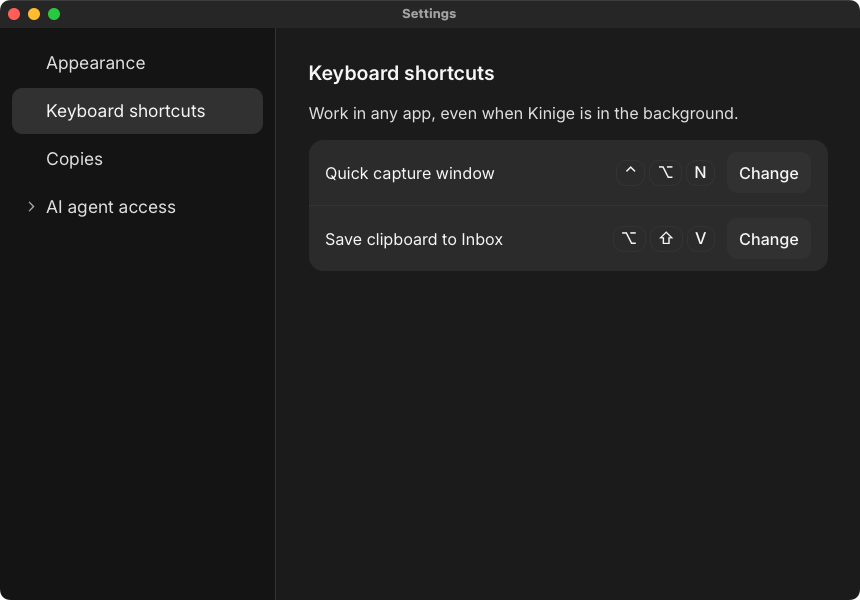 Settings
Appearance
Keyboard shortcuts
Copies
AI agent access
Keyboard shortcuts
Work in any app, even when Kinige is in the background.
Quick capture window ⌃ ⌥ N Change
Save clipboard to Inbox ⌥ ⇧ V Change